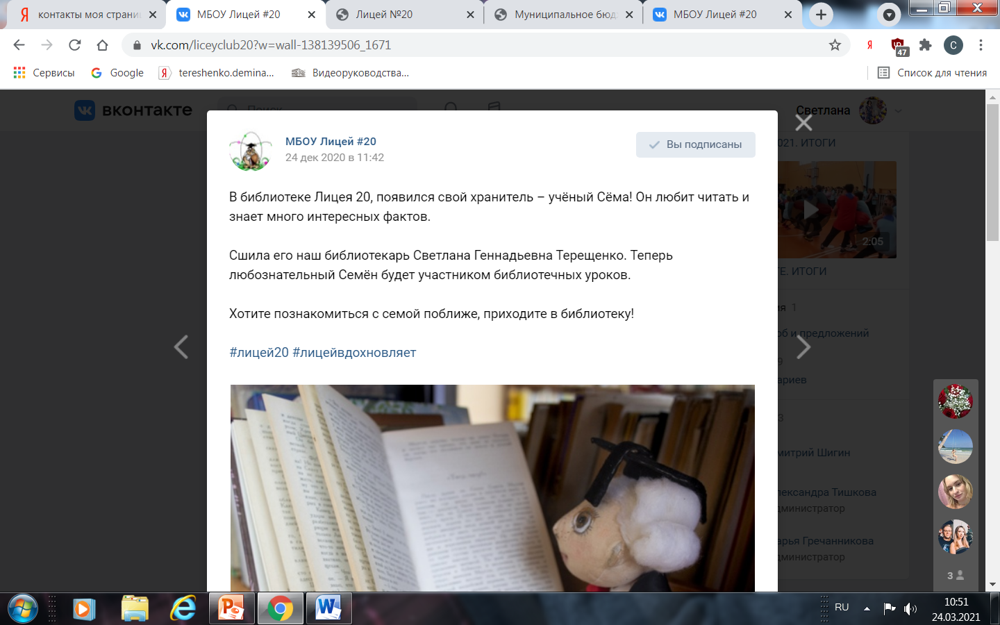 контакты моя страни
МБОУ Лицей #20
Лицей №20
Муниципальное бюд
МБОУ Лицей #20
vk.com/liceyclub20?w=wall-138139506_1671
47
С
Сервисы
Google
tereshenko.demina...
Видеоруководства...
Список для чтения
вконтакте
Поиск
Светлана
МБОУ Лицей #20
24 дек 2020 в 11:42
Вы подписаны
В библиотеке Лицея 20, появился свой хранитель – учёный Сёма! Он любит читать и
знает много интересных фактов.
Сшила его наш библиотекарь Светлана Геннадьевна Терещенко. Теперь
любознательный Семён будет участником библиотечных уроков.
Хотите познакомиться с семой поближе, приходите в библиотеку!
#лицей20 #лицейвдохновляет
021. ИТОГИ
2:05
ТЕ. ИТОГИ
ия 1
об и предложений
9
ариев
3
митрий Шигин
лександра Тишкова
дминистратор
арья Гречанникова
дминистратор
3
RU
10:51
24.03.2021